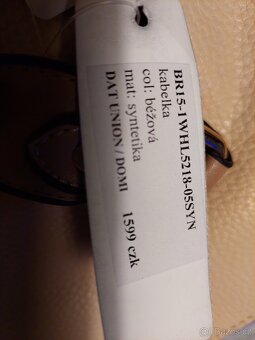 BR15-1WHL5218-05SYN
kabelka
col: béžová
mat: syntetika
DAT UNION / DOMI 1599 czk